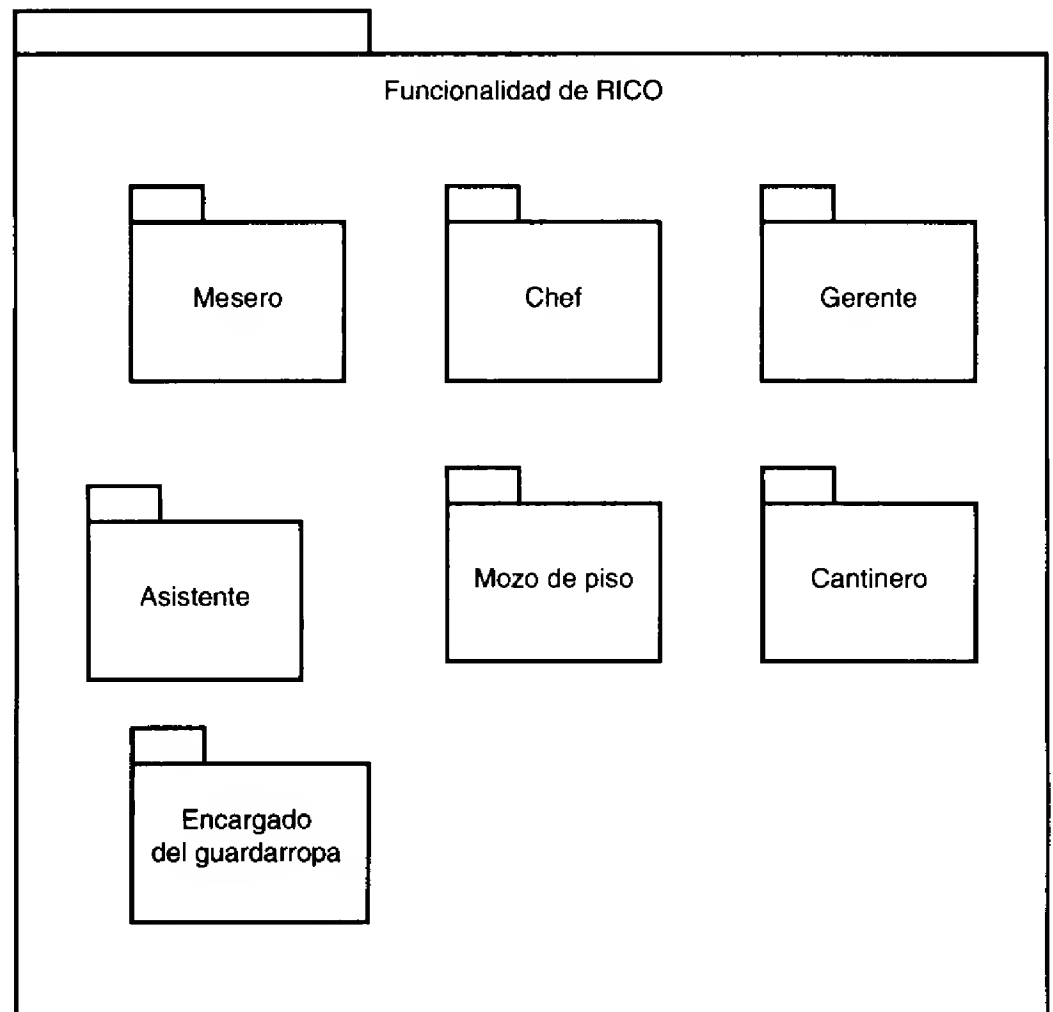 Funcionalidad de RICO
Mesero
Chef
Gerente
Asistente
Mozo de piso
Cantinero
Encargado
del guardarropa